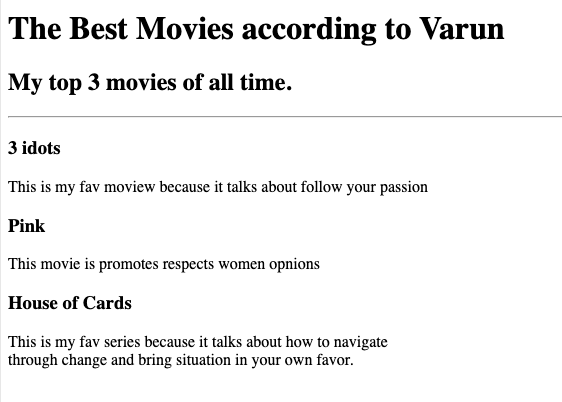 The Best Movies according to Varun
My top 3 movies of all time.
3 idots
This is my fav moview because it talks about follow your passion
Pink
This movie is promotes respects women opnions
House of Cards
This is my fav series because it talks about how to navigate
through change and bring situation in your own favor.